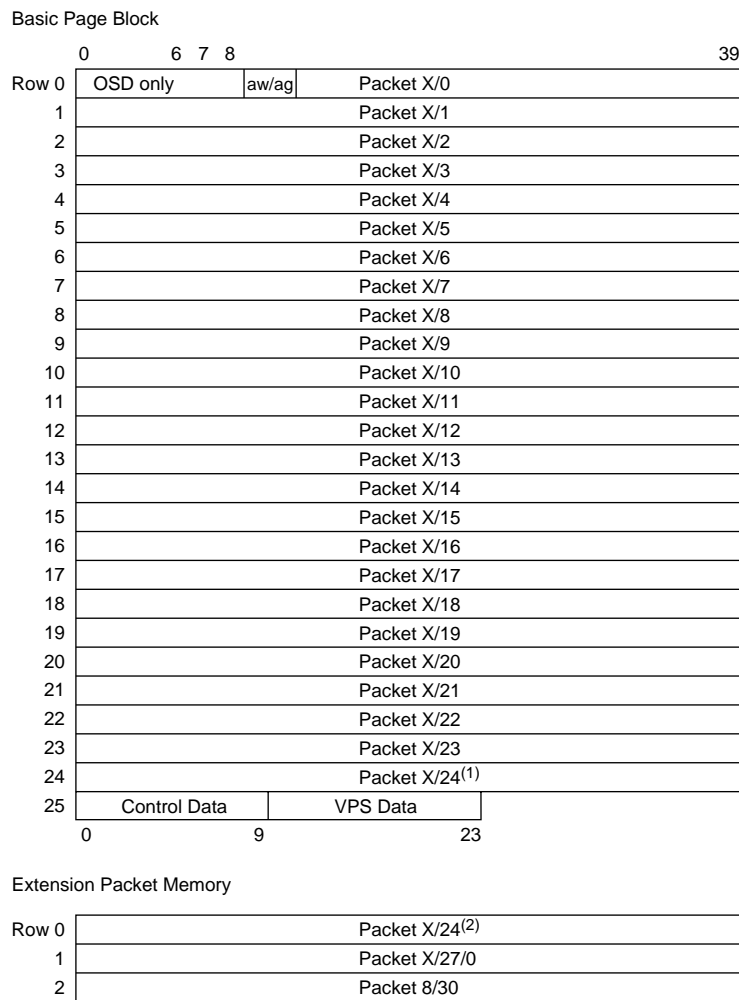 Basic Page Block
0 6 7 8 39
Row 0 OSD only aw/ag Packet X/0
1 Packet X/1
2 Packet X/2
3 Packet X/3
4 Packet X/4
5 Packet X/5
6 Packet X/6
7 Packet X/7
8 Packet X/8
9 Packet X/9
10 Packet X/10
11 Packet X/11
12 Packet X/12
13 Packet X/13
14 Packet X/14
15 Packet X/15
16 Packet X/16
17 Packet X/17
18 Packet X/18
19 Packet X/19
20 Packet X/20
21 Packet X/21
22 Packet X/22
23 Packet X/23
24 Packet X/24(1)
25 Control Data VPS Data
0 9 23
Extension Packet Memory
Row 0 Packet X/24(2)
1 Packet X/27/0
2 Packet 8/30